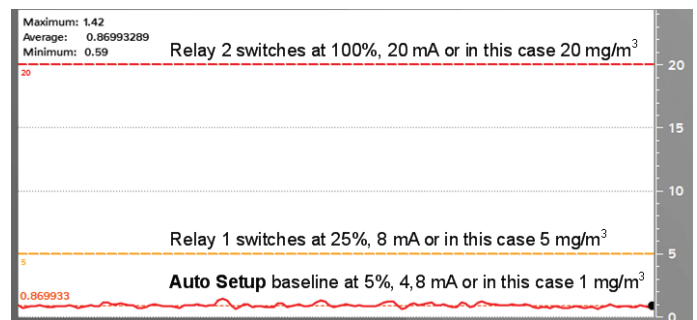 Maximum: 1.42
Average: 0.86993289
Minimum: 0.59
Relay 2 switches at 100%, 20 mA or in this case 20 mg/m³
20
20
15
10
Relay 1 switches at 25%, 8 mA or in this case 5 mg/m³
5
5
Auto Setup baseline at 5%, 4,8 mA or in this case 1 mg/m³
0.869933
0